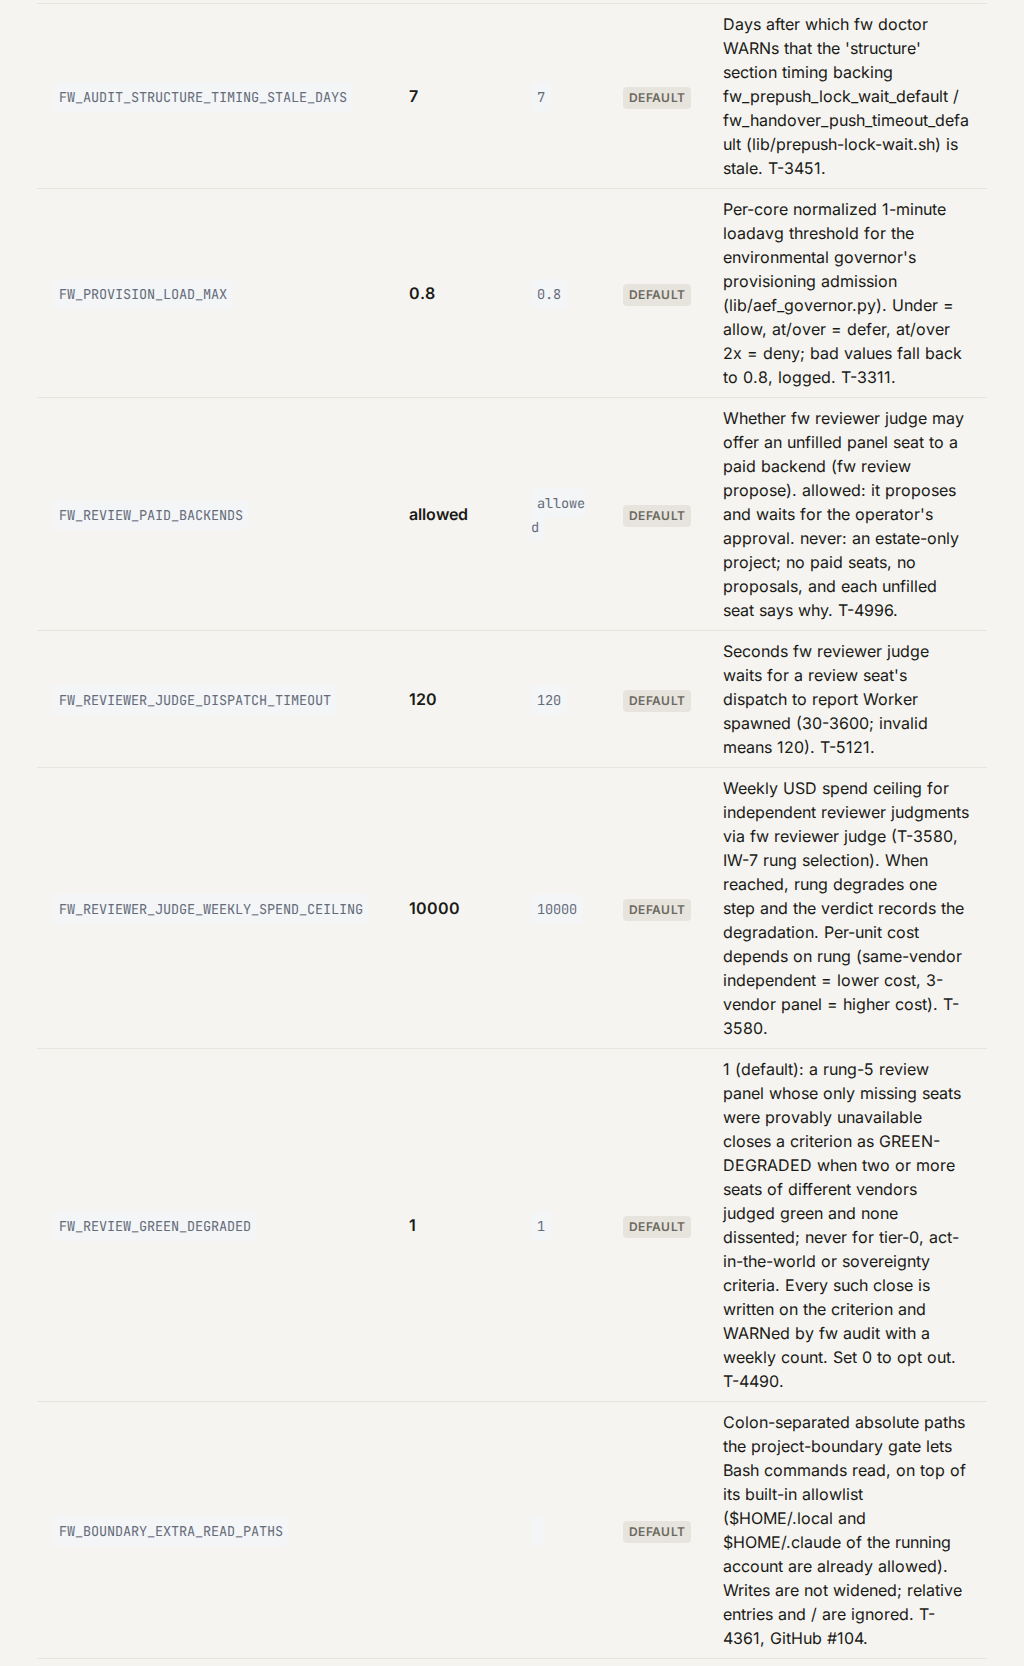 FW_AUDIT_STRUCTURE_TIMING_STALE_DAYS
7
7
DEFAULT
Days after which fw doctor
WARNs that the 'structure'
section timing backing
fw_prepush_lock_wait_default /
fw_handover_push_timeout_defa
ult (lib/prepush-lock-wait.sh) is
stale. T-3451.
FW_PROVISION_LOAD_MAX
0.8
0.8
DEFAULT
Per-core normalized 1-minute
loadavg threshold for the
environmental governor's
provisioning admission
(lib/aef_governor.py). Under =
allow, at/over = defer, at/over
2x = deny; bad values fall back
to 0.8, logged. T-3311.
FW_REVIEW_PAID_BACKENDS
allowed
allowe
d
DEFAULT
Whether fw reviewer judge may
offer an unfilled panel seat to a
paid backend (fw review
propose). allowed: it proposes
and waits for the operator's
approval. never: an estate-only
project; no paid seats, no
proposals, and each unfilled
seat says why. T-4996.
FW_REVIEWER_JUDGE_DISPATCH_TIMEOUT
120
120
DEFAULT
Seconds fw reviewer judge
waits for a review seat's
dispatch to report Worker
spawned (30-3600; invalid
means 120). T-5121.
FW_REVIEWER_JUDGE_WEEKLY_SPEND_CEILING
10000
10000
DEFAULT
Weekly USD spend ceiling for
independent reviewer judgments
via fw reviewer judge (T-3580,
IW-7 rung selection). When
reached, rung degrades one
step and the verdict records the
degradation. Per-unit cost
depends on rung (same-vendor
independent = lower cost, 3-
vendor panel = higher cost). T-
3580.
FW_REVIEW_GREEN_DEGRADED
1
1
DEFAULT
1 (default): a rung-5 review
panel whose only missing seats
were provably unavailable
closes a criterion as GREEN-
DEGRADED when two or more
seats of different vendors
judged green and none
dissented; never for tier-0, act-
in-the-world or sovereignty
criteria. Every such close is
written on the criterion and
WARNed by fw audit with a
weekly count. Set 0 to opt out.
T-4490.
FW_BOUNDARY_EXTRA_READ_PATHS
DEFAULT
Colon-separated absolute paths
the project-boundary gate lets
Bash commands read, on top of
its built-in allowlist
($HOME/.local and
$HOME/.claude of the running
account are already allowed).
Writes are not widened; relative
entries and / are ignored. T-
4361, GitHub #104.